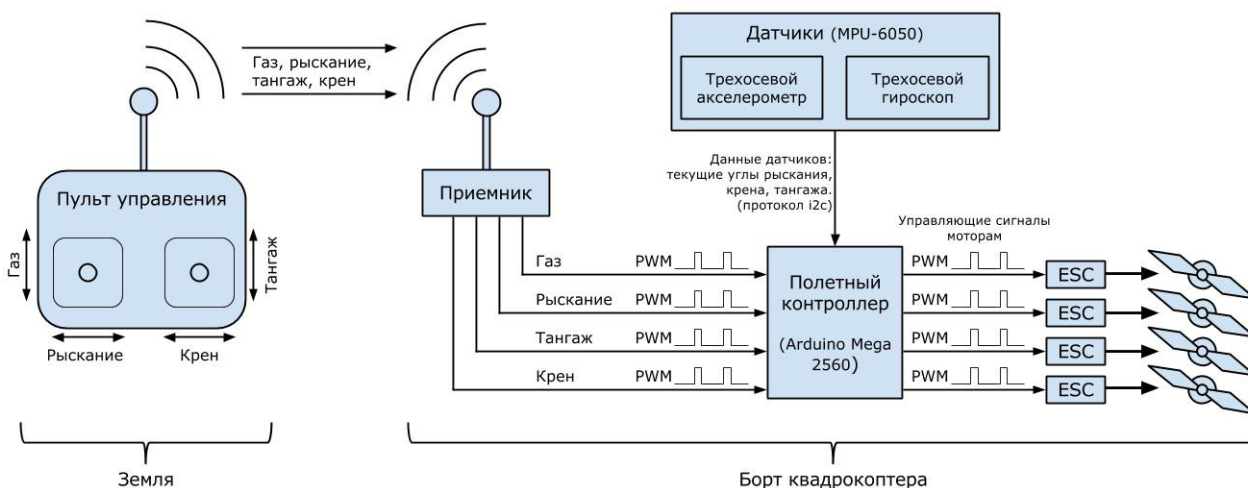 Газ, рыскание,
тангаж, крен
Пульт управления
Газ
Тангаж
Рыскание
Крен
Земля
Датчики (MPU-6050)
Трехосевой
акселерометр
Трехосевой
гироскоп
Данные датчиков:
текущие углы рыскания,
крена, тангажа.
(протокол i2c)
Приемник
Газ
PWM
Рыскание
PWM
Тангаж
PWM
Крен
PWM
Полетный
контроллер
(Arduino Mega
2560)
Управляющие сигналы
моторам
PWM
ESC
PWM
ESC
PWM
ESC
PWM
ESC
Борт квадрокоптера